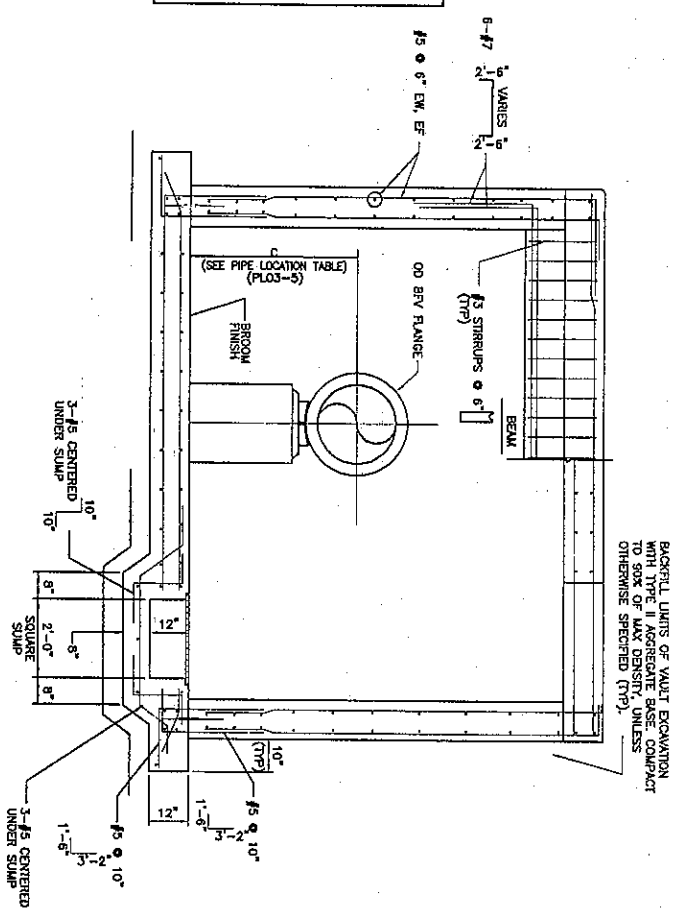 BACKFILL LIMITS OF VAULT EXCAVATION
WITH TYPE II AGGREGATE BASE. COMPACT
TO 90% OF MAX DENSITY, UNLESS
OTHERWISE SPECIFIED (TYP).
6-#7
2'-6"
VARIES
2'-6"
#5 @ 6" EW, EF
#3 STIRRUPS @ 6"
(TYP)
BEAM
OD BFV FLANGE
C
(SEE PIPE LOCATION TABLE)
(PL03-5)
BROOM
FINISH
3-#5 CENTERED
UNDER SUMP
10"
10"
8"
2'-0"
8"
SQUARE
SUMP
8"
12"
10"
(TYP)
12"
#5 @ 10"
1'-6"
3'-2"
#5 @ 10"
1'-6"
3'-2"
3-#5 CENTERED
UNDER SUMP